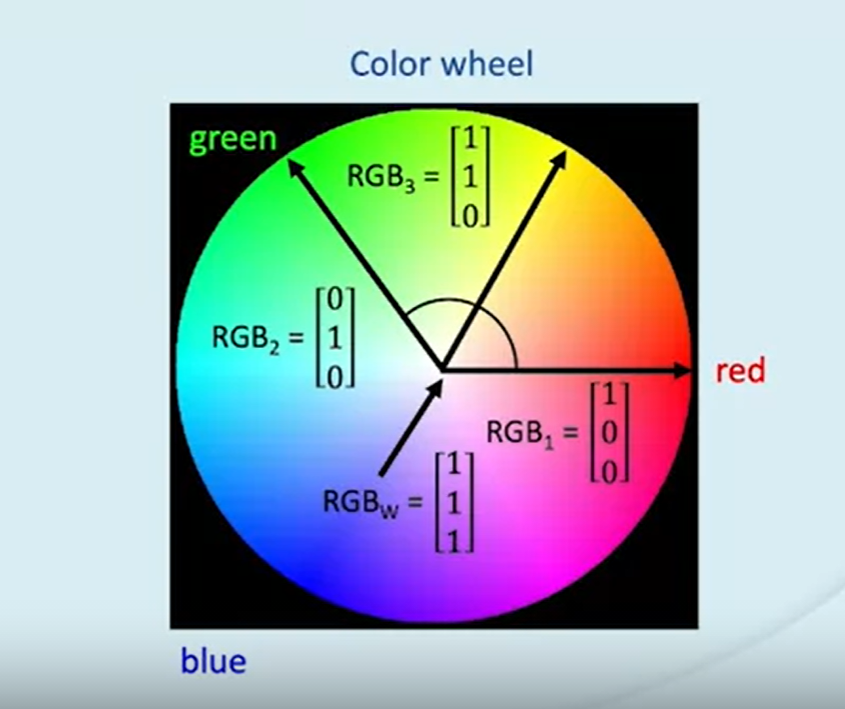 Color wheel
green
RGB₃ = [1 1 0]
RGB₂ = [0 1 0]
red
RGB₁ = [1 0 0]
RGB_W = [1 1 1]
blue